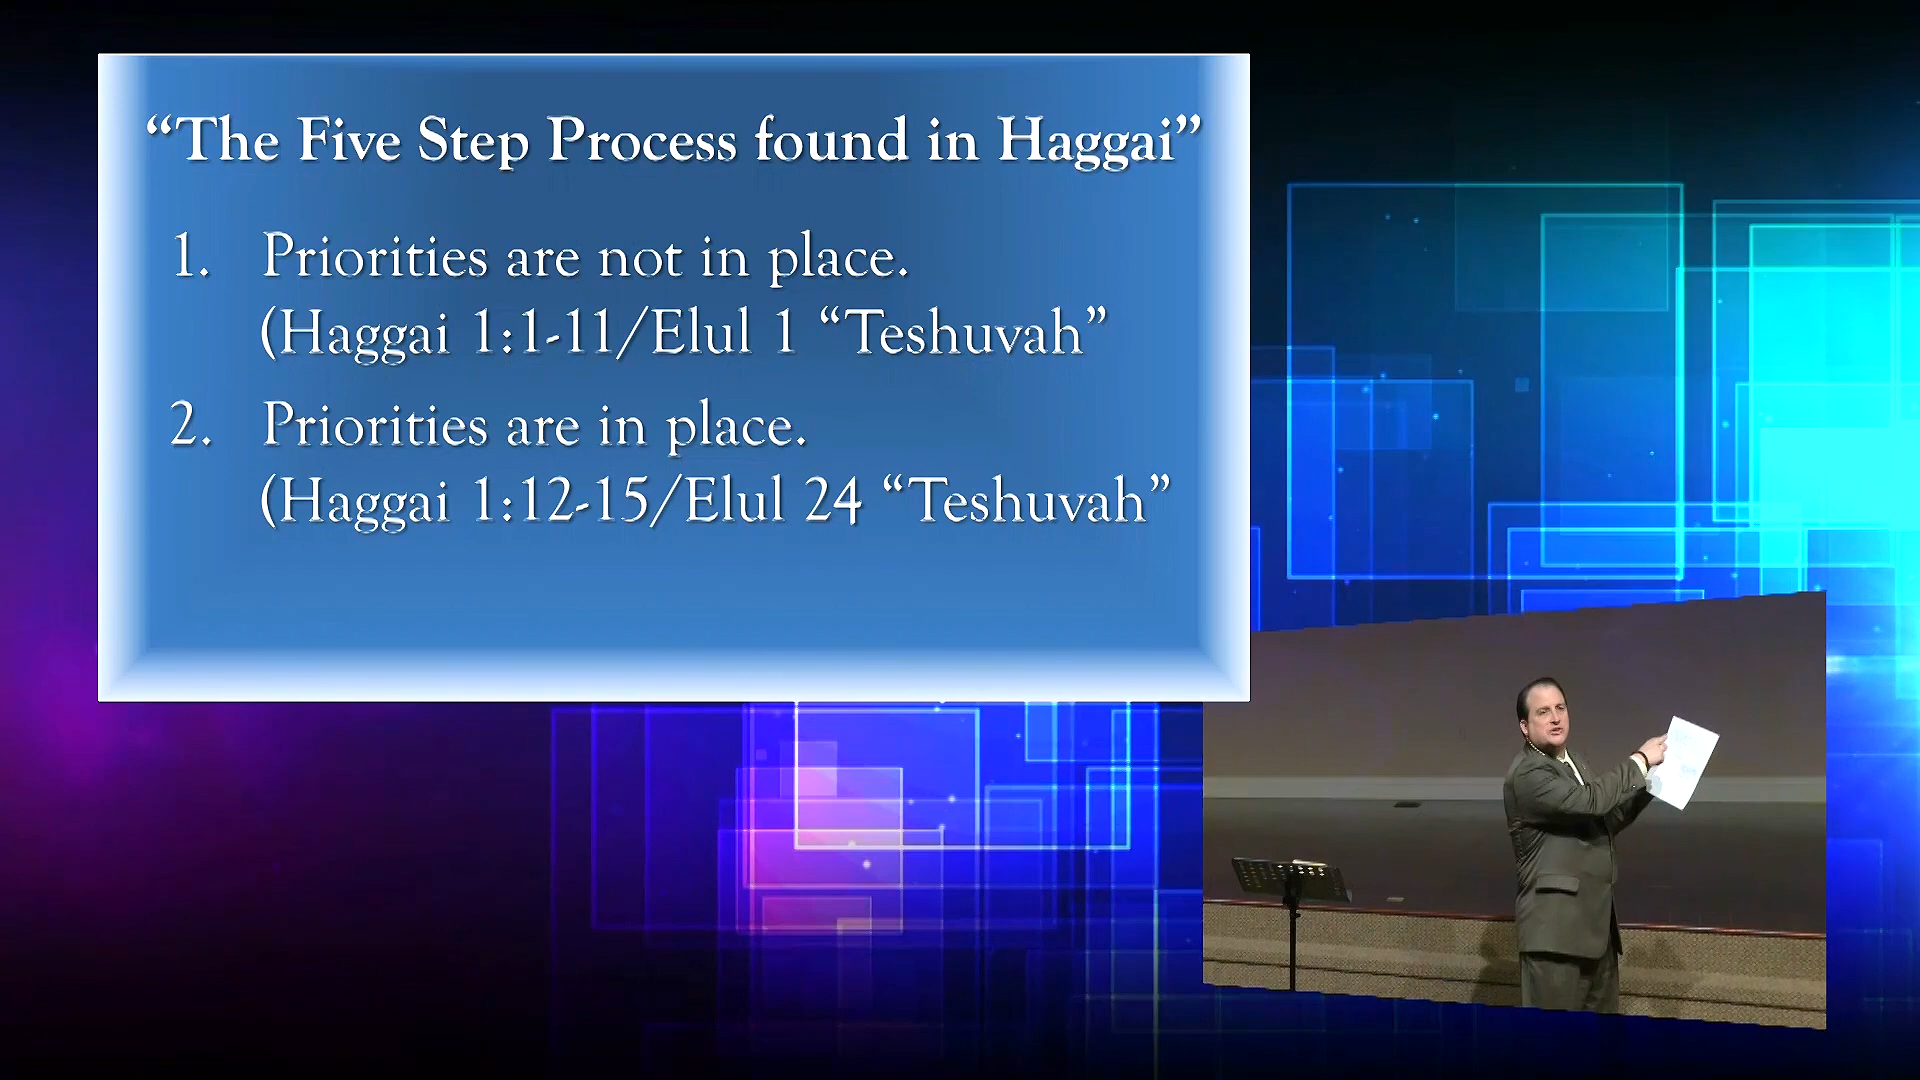 “The Five Step Process found in Haggai”
1. Priorities are not in place.
(Haggai 1:1-11/Elul 1 “Teshuvah”
2. Priorities are in place.
(Haggai 1:12-15/Elul 24 “Teshuvah”